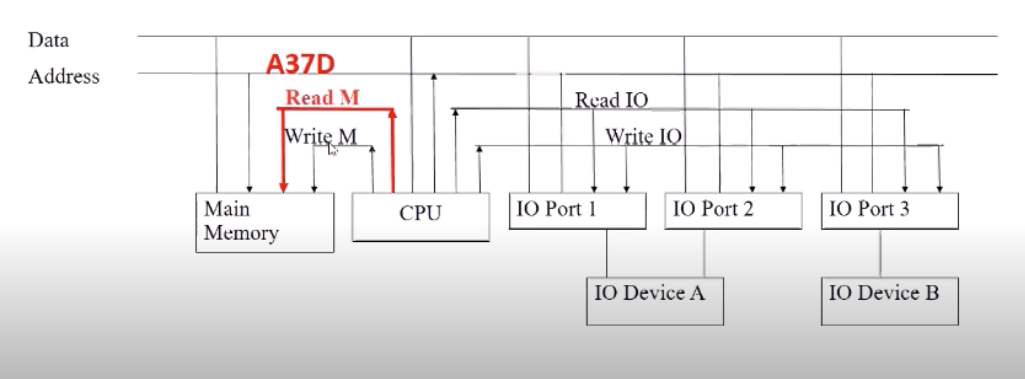 Data
A37D
Address
Read M
Read IO
Write M
Write IO
Main
Memory
CPU
IO Port 1
IO Port 2
IO Port 3
IO Device A
IO Device B